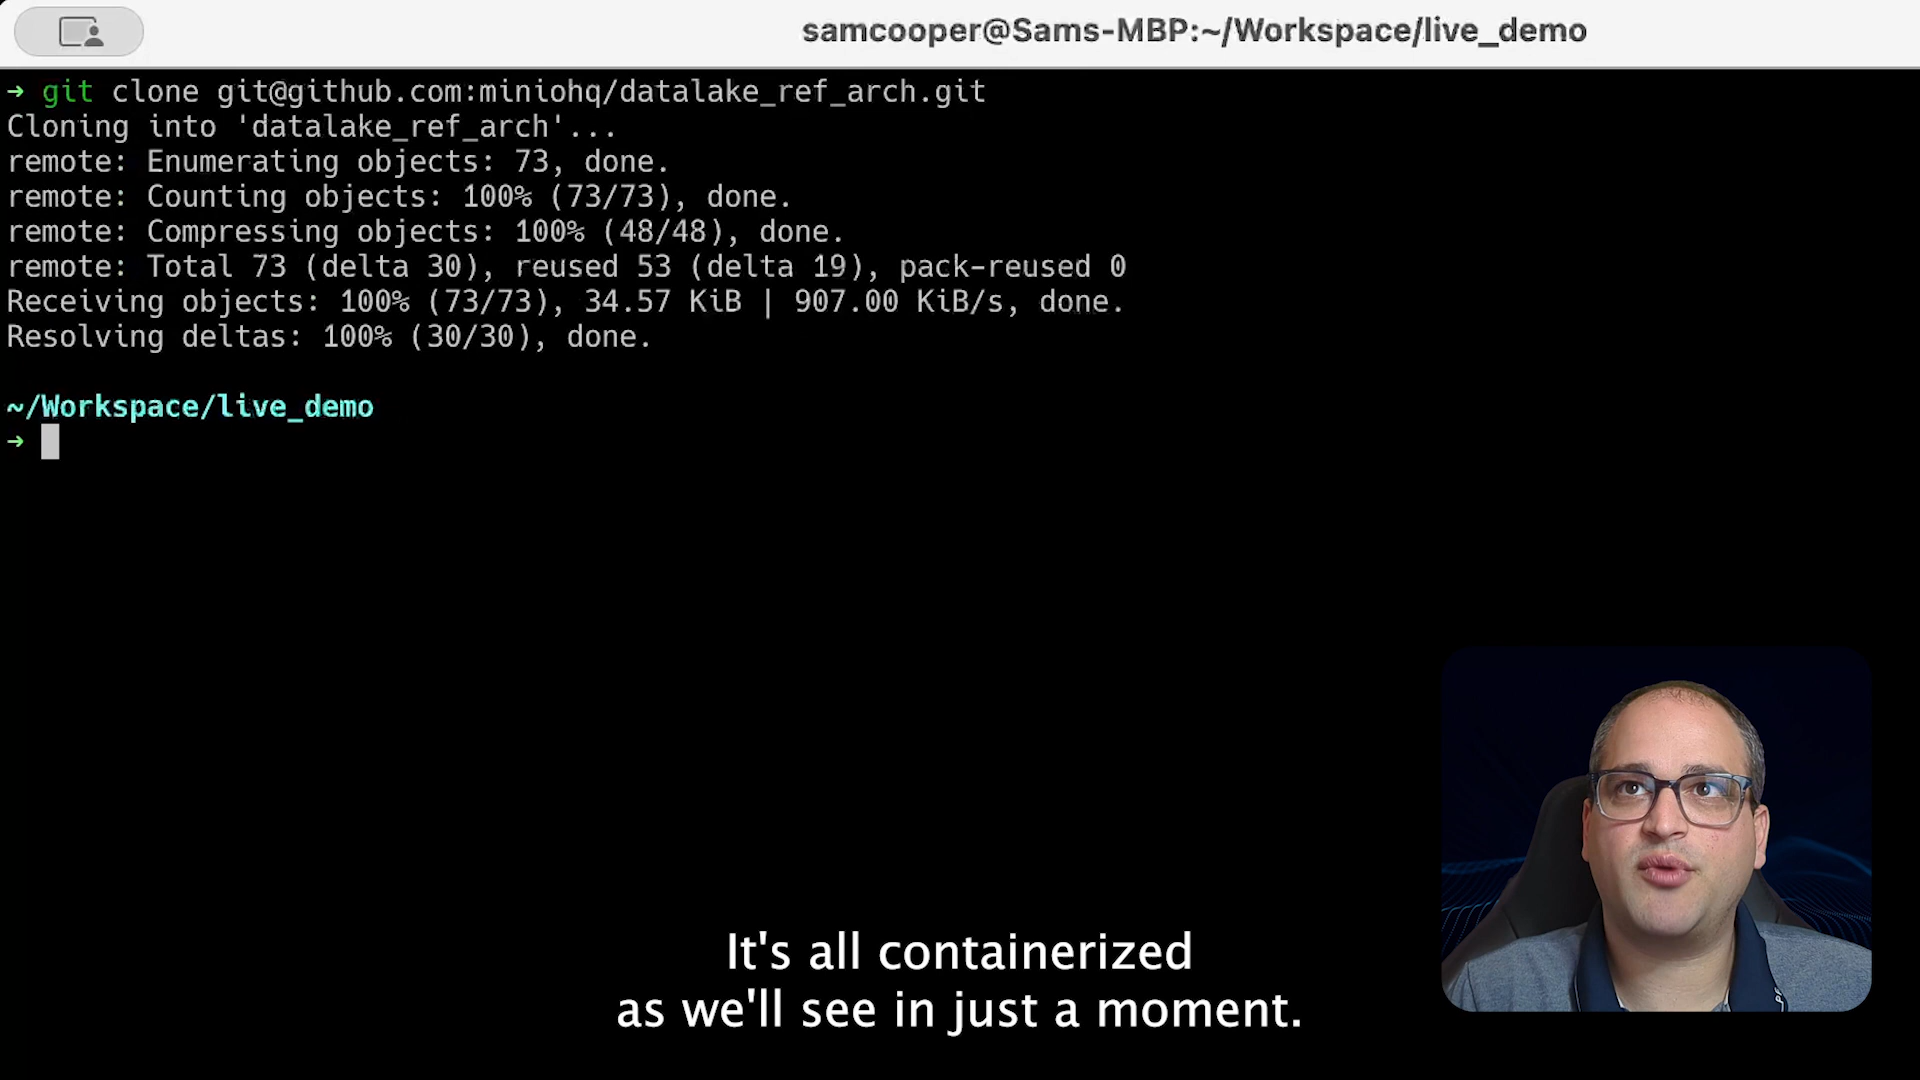 samcooper@Sams-MBP:~/Workspace/live_demo
→ git clone git@github.com:miniohq/datalake_ref_arch.git
Cloning into 'datalake_ref_arch'...
remote: Enumerating objects: 73, done.
remote: Counting objects: 100% (73/73), done.
remote: Compressing objects: 100% (48/48), done.
remote: Total 73 (delta 30), reused 53 (delta 19), pack-reused 0
Receiving objects: 100% (73/73), 34.57 KiB | 907.00 KiB/s, done.
Resolving deltas: 100% (30/30), done.
~/Workspace/live_demo
→
It's all containerized
as we'll see in just a moment.